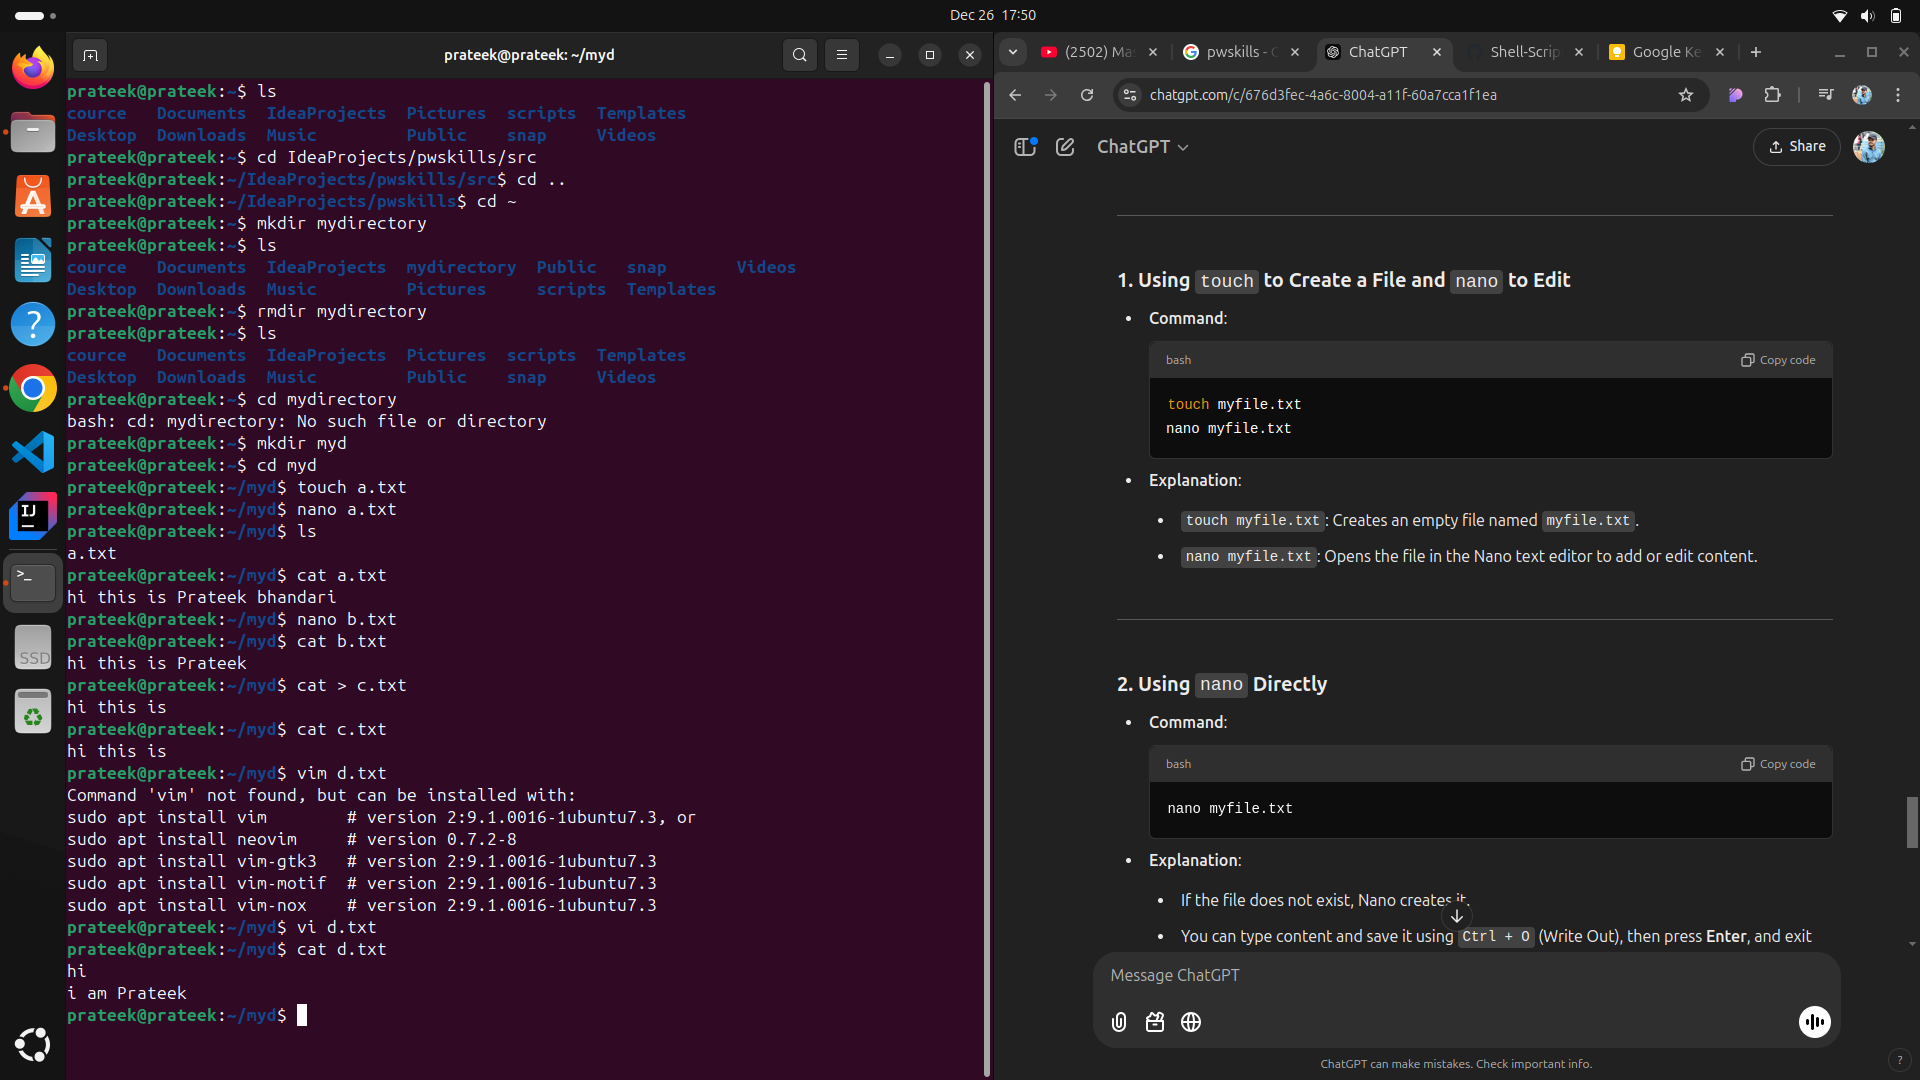 Dec 26 17:50
prateek@prateek: ~/myd
prateek@prateek:~$ ls
cource Documents IdeaProjects Pictures scripts Templates
Desktop Downloads Music Public snap Videos
prateek@prateek:~$ cd IdeaProjects/pwskills/src
prateek@prateek:~/IdeaProjects/pwskills/src$ cd ..
prateek@prateek:~/IdeaProjects/pwskills$ cd ~
prateek@prateek:~$ mkdir mydirectory
prateek@prateek:~$ ls
cource Documents IdeaProjects mydirectory Public snap Videos
Desktop Downloads Music Pictures scripts Templates
prateek@prateek:~$ rmdir mydirectory
prateek@prateek:~$ ls
cource Documents IdeaProjects Pictures scripts Templates
Desktop Downloads Music Public snap Videos
prateek@prateek:~$ cd mydirectory
bash: cd: mydirectory: No such file or directory
prateek@prateek:~$ mkdir myd
prateek@prateek:~$ cd myd
prateek@prateek:~/myd$ touch a.txt
prateek@prateek:~/myd$ nano a.txt
prateek@prateek:~/myd$ ls
a.txt
prateek@prateek:~/myd$ cat a.txt
hi this is Prateek bhandari
prateek@prateek:~/myd$ nano b.txt
prateek@prateek:~/myd$ cat b.txt
hi this is Prateek
prateek@prateek:~/myd$ cat > c.txt
hi this is
prateek@prateek:~/myd$ cat c.txt
hi this is
prateek@prateek:~/myd$ vim d.txt
Command 'vim' not found, but can be installed with:
sudo apt install vim # version 2:9.1.0016-1ubuntu7.3, or
sudo apt install neovim # version 0.7.2-8
sudo apt install vim-gtk3 # version 2:9.1.0016-1ubuntu7.3
sudo apt install vim-motif # version 2:9.1.0016-1ubuntu7.3
sudo apt install vim-nox # version 2:9.1.0016-1ubuntu7.3
prateek@prateek:~/myd$ vi d.txt
prateek@prateek:~/myd$ cat d.txt
hi
i am Prateek
prateek@prateek:~/myd$
SSD
IJ
(2502) Ma pwskills - ChatGPT Shell-Scrip Google Ke
chatgpt.com/c/676d3fec-4a6c-8004-a11f-60a7cca1f1ea
ChatGPT Share
1. Using touch to Create a File and nano to Edit
• Command:
bash Copy code
touch myfile.txt
nano myfile.txt
• Explanation:
• touch myfile.txt: Creates an empty file named myfile.txt.
• nano myfile.txt: Opens the file in the Nano text editor to add or edit content.
2. Using nano Directly
• Command:
bash Copy code
nano myfile.txt
• Explanation:
• If the file does not exist, Nano creates it.
• You can type content and save it using Ctrl + O (Write Out), then press Enter, and exit
Message ChatGPT
ChatGPT can make mistakes. Check important info.
?